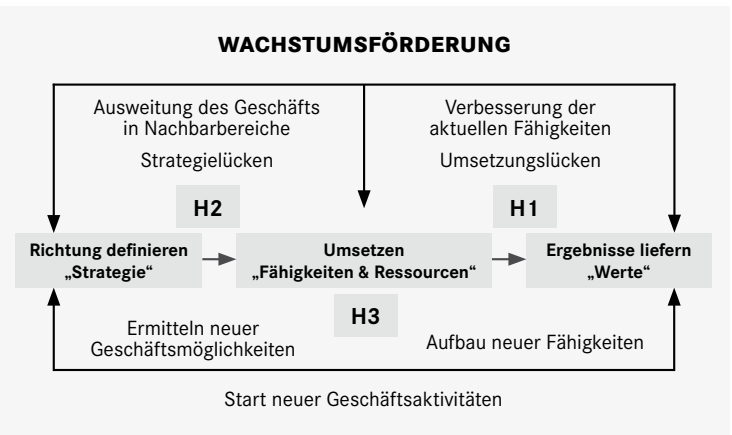 WACHSTUMSFÖRDERUNG
Ausweitung des Geschäfts
in Nachbarbereiche
Strategielücken
Verbesserung der
aktuellen Fähigkeiten
Umsetzungslücken
H2
H1
Richtung definieren
„Strategie“
Umsetzen
„Fähigkeiten & Ressourcen“
Ergebnisse liefern
„Werte“
H3
Ermitteln neuer
Geschäftsmöglichkeiten
Aufbau neuer Fähigkeiten
Start neuer Geschäftsaktivitäten